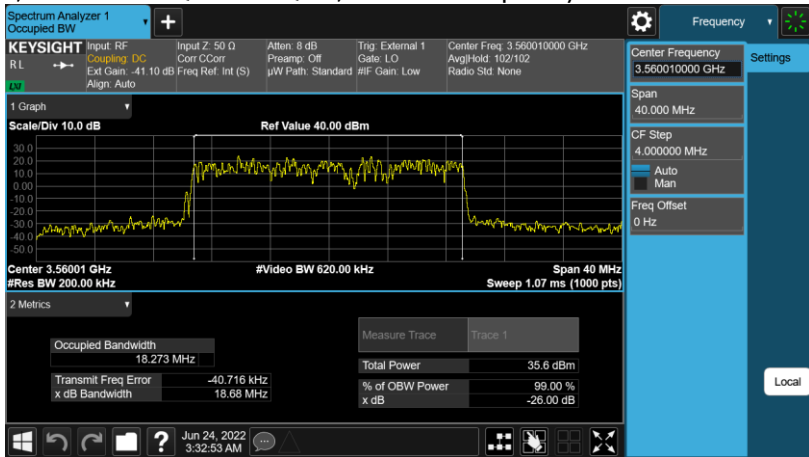 Spectrum Analyzer 1
Occupied BW
Frequency
KEYSIGHT
RL
LXI
Input: RF
Coupling: DC
Ext Gain: -41.10 dB
Align: Auto
Input Z: 50 Ω
Corr CCorr
Freq Ref: Int (S)
Atten: 8 dB
Preamp: Off
µW Path: Standard
Trig: External 1
Gate: LO
#IF Gain: Low
Center Freq: 3.560010000 GHz
Avg|Hold: 102/102
Radio Std: None
1 Graph
Scale/Div 10.0 dB
Ref Value 40.00 dBm
30.0
20.0
10.0
0.00
-10.0
-20.0
-30.0
-40.0
-50.0
Center 3.56001 GHz
#Video BW 620.00 kHz
Span 40 MHz
#Res BW 200.00 kHz
Sweep 1.07 ms (1000 pts)
2 Metrics
Occupied Bandwidth
18.273 MHz
Transmit Freq Error -40.716 kHz
x dB Bandwidth 18.68 MHz
Measure Trace Trace 1
Total Power 35.6 dBm
% of OBW Power 99.00 %
x dB -26.00 dB
Center Frequency
3.560010000 GHz
Span
40.000 MHz
CF Step
4.000000 MHz
Auto
Man
Freq Offset
0 Hz
Settings
Local
?
Jun 24, 2022
3:32:53 AM